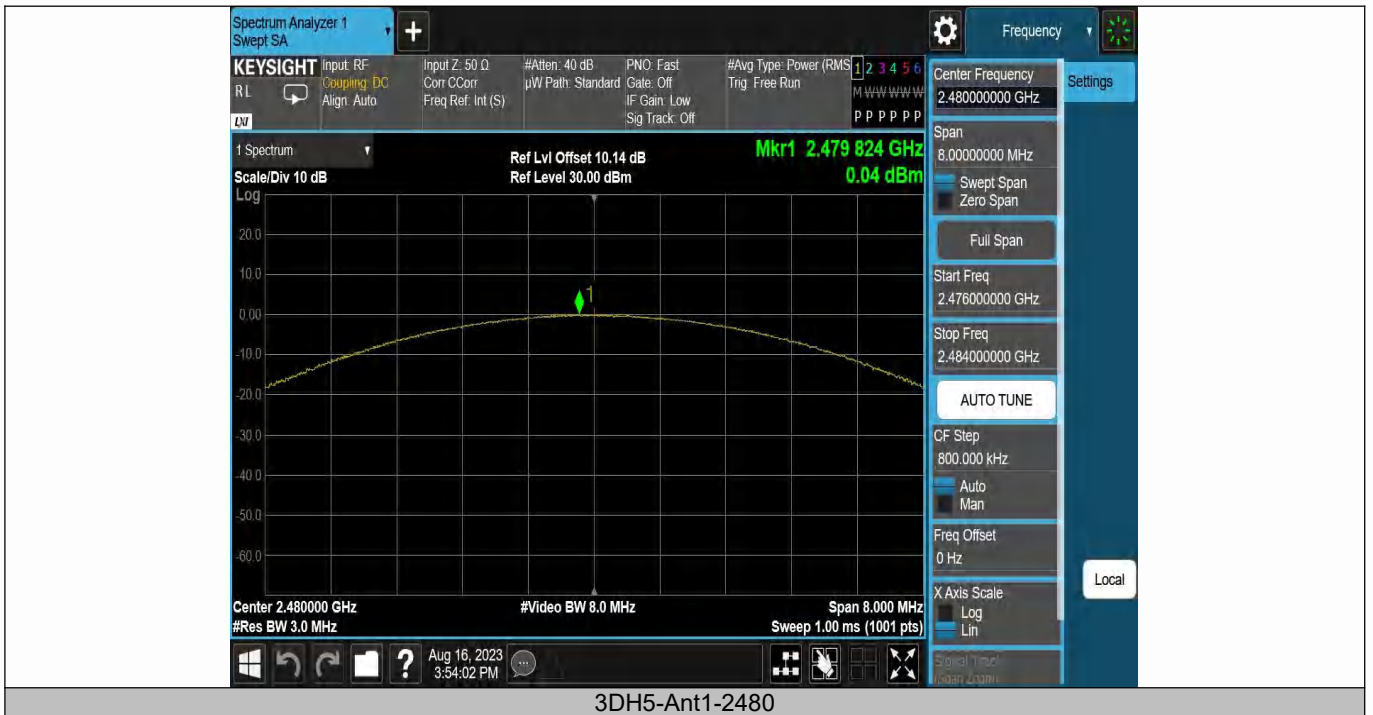 Spectrum Analyzer 1
Swept SA
Frequency
KEYSIGHT
RL
LXI
Input: RF
Coupling: DC
Align: Auto
Input Z: 50 Ω
Corr CCorr
Freq Ref: Int (S)
#Atten: 40 dB
µW Path: Standard
PNO: Fast
Gate: Off
IF Gain: Low
Sig Track: Off
#Avg Type: Power (RMS
Trig: Free Run
1 2 3 4 5 6
M W W W W W
P P P P P P
1 Spectrum
Scale/Div 10 dB
Log
Ref Lvl Offset 10.14 dB
Ref Level 30.00 dBm
Mkr1 2.479 824 GHz
0.04 dBm
20.0
10.0
1
0.00
-10.0
-20.0
-30.0
-40.0
-50.0
-60.0
Center 2.480000 GHz
#Res BW 3.0 MHz
#Video BW 8.0 MHz
Span 8.000 MHz
Sweep 1.00 ms (1001 pts)
Center Frequency
2.480000000 GHz
Settings
Span
8.00000000 MHz
Swept Span
Zero Span
Full Span
Start Freq
2.476000000 GHz
Stop Freq
2.484000000 GHz
AUTO TUNE
CF Step
800.000 kHz
Auto
Man
Freq Offset
0 Hz
X Axis Scale
Log
Lin
Local
Signal Track
(Span Zoom)
?
Aug 16, 2023
3:54:02 PM
3DH5-Ant1-2480